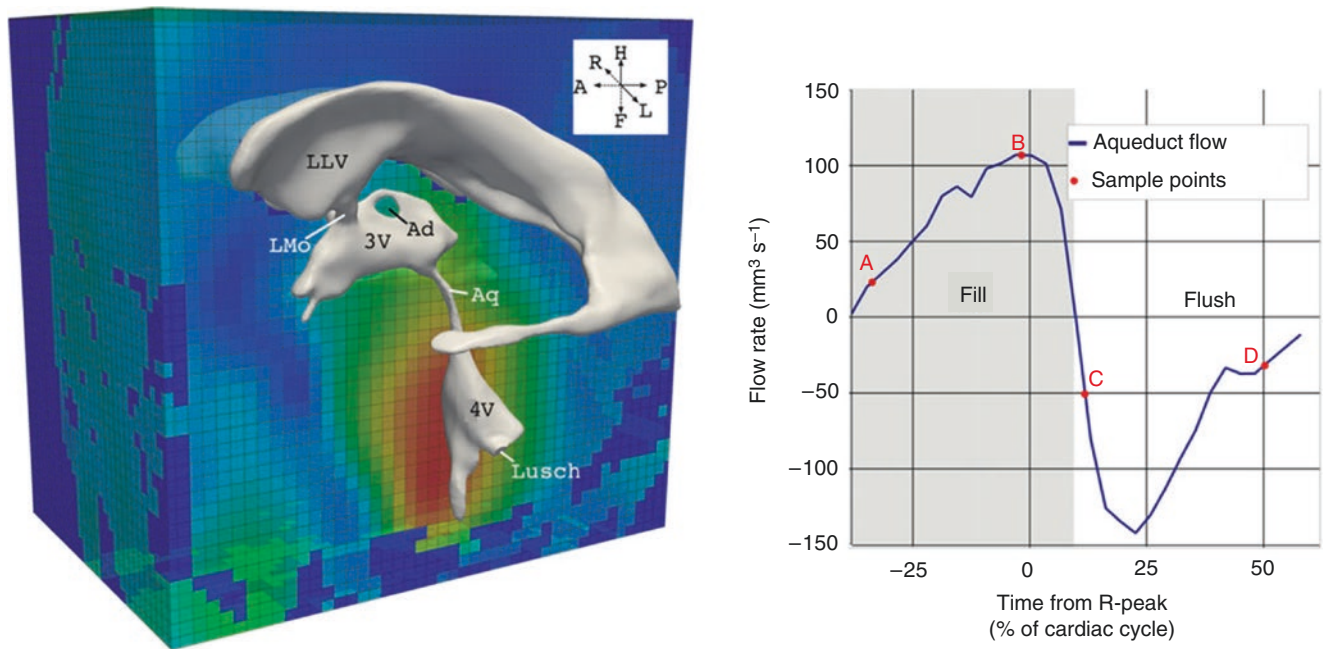 H
R
A
P
L
F
LLV
LMo
3V
Ad
Aq
4V
Lusch
150
100
50
0
−50
−100
−150
Flow rate (mm³ s⁻¹)
A
B
C
D
Fill
Flush
Aqueduct flow
Sample points
−25
0
25
50
Time from R-peak
(% of cardiac cycle)